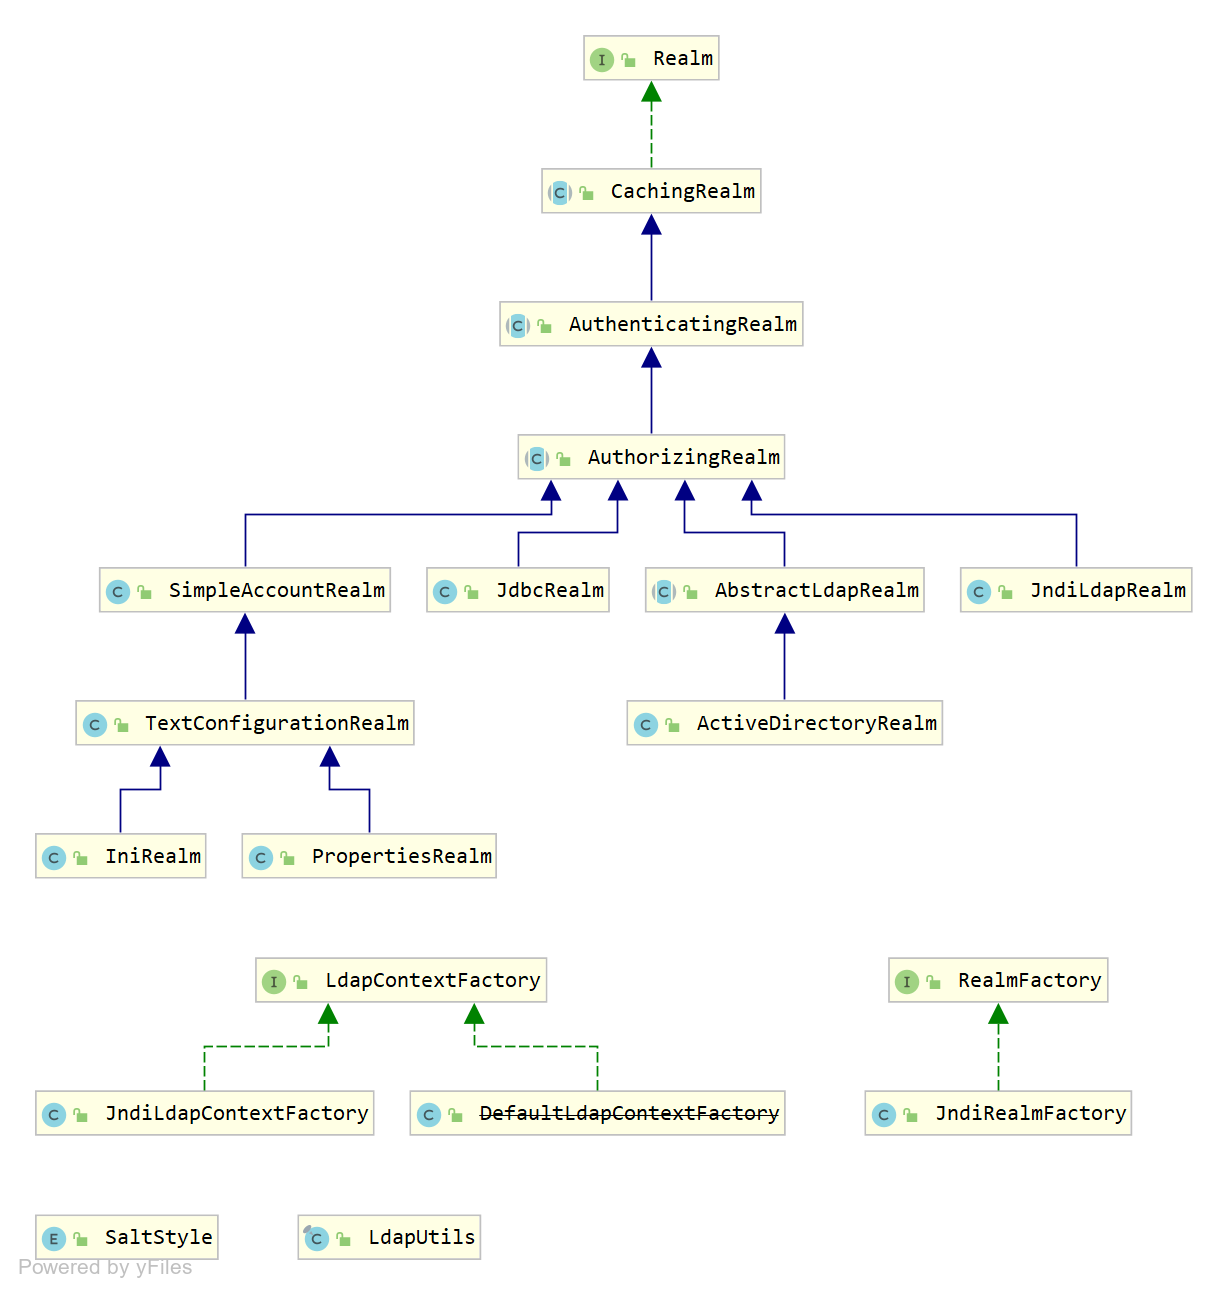 I Realm
C CachingRealm
C AuthenticatingRealm
C AuthorizingRealm
C SimpleAccountRealm
C JdbcRealm
C AbstractLdapRealm
C JndiLdapRealm
C TextConfigurationRealm
C ActiveDirectoryRealm
C IniRealm
C PropertiesRealm
I LdapContextFactory
I RealmFactory
C JndiLdapContextFactory
C DefaultLdapContextFactory
C JndiRealmFactory
E SaltStyle
C LdapUtils
Powered by yFiles